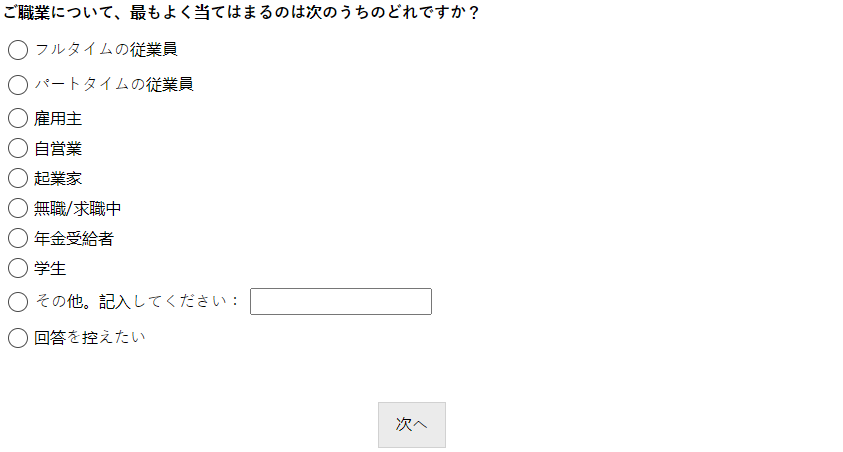 ご職業について、最もよく当てはまるのは次のうちのどれですか？
フルタイムの従業員
パートタイムの従業員
雇用主
自営業
起業家
無職/求職中
年金受給者
学生
その他。記入してください：
回答を控えたい
次へ